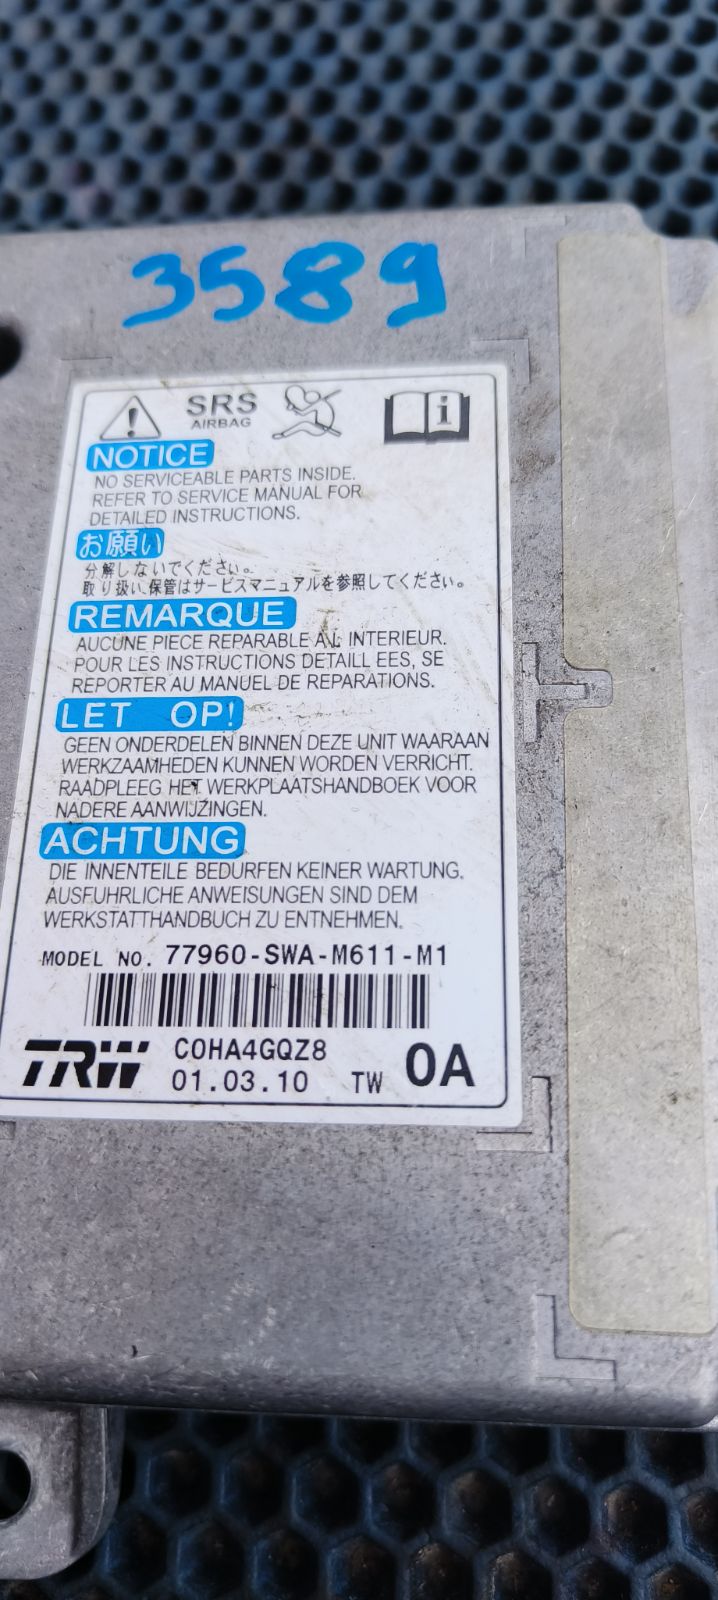 3589
SRS
AIRBAG
NOTICE
NO SERVICEABLE PARTS INSIDE.
REFER TO SERVICE MANUAL FOR
DETAILED INSTRUCTIONS.
お願い
分解しないでください。
取り扱い、保管はサービスマニュアルを参照してください。
REMARQUE
AUCUNE PIECE REPARABLE A L INTERIEUR.
POUR LES INSTRUCTIONS DETAILL EES, SE
REPORTER AU MANUEL DE REPARATIONS.
LET OP!
GEEN ONDERDELEN BINNEN DEZE UNIT WAARAAN
WERKZAAMHEDEN KUNNEN WORDEN VERRICHT.
RAADPLEEG HET WERKPLAATSHANDBOEK VOOR
NADERE AANWIJZINGEN.
ACHTUNG
DIE INNENTEILE BEDURFEN KEINER WARTUNG.
AUSFUHRLICHE ANWEISUNGEN SIND DEM
WERKSTATTHANDBUCH ZU ENTNEHMEN.
MODEL NO. 77960-SWA-M611-M1
TRW C0HA4GQZ8
01.03.10 TW 0A